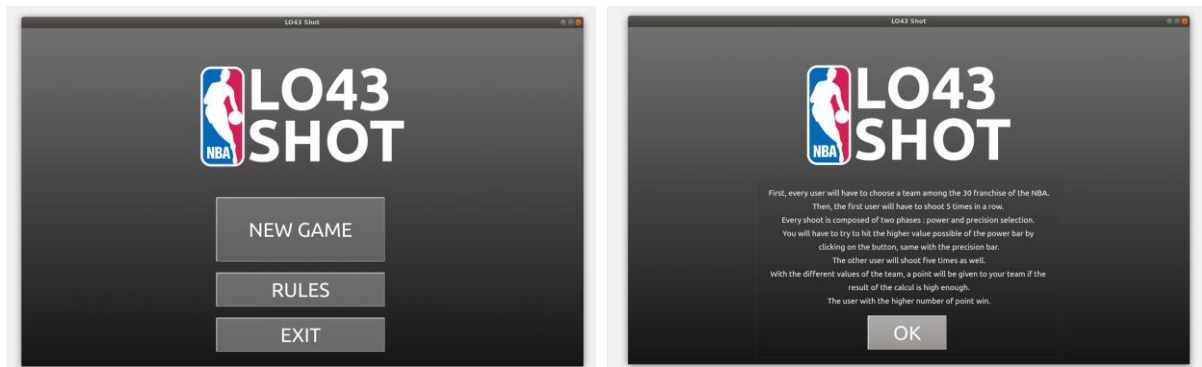 LO43 Shot
LO43
SHOT
NBA
NEW GAME
RULES
EXIT
LO43 Shot
LO43
SHOT
NBA
First, every user will have to choose a team among the 30 franchise of the NBA.
Then, the first user will have to shoot 5 times in a row.
Every shoot is composed of two phases : power and precision selection.
You will have to try to hit the higher value possible of the power bar by
clicking on the button, same with the precision bar.
The other user will shoot five times as well.
With the different values of the team, a point will be given to your team if the
result of the calcul is high enough.
The user with the higher number of point win.
OK